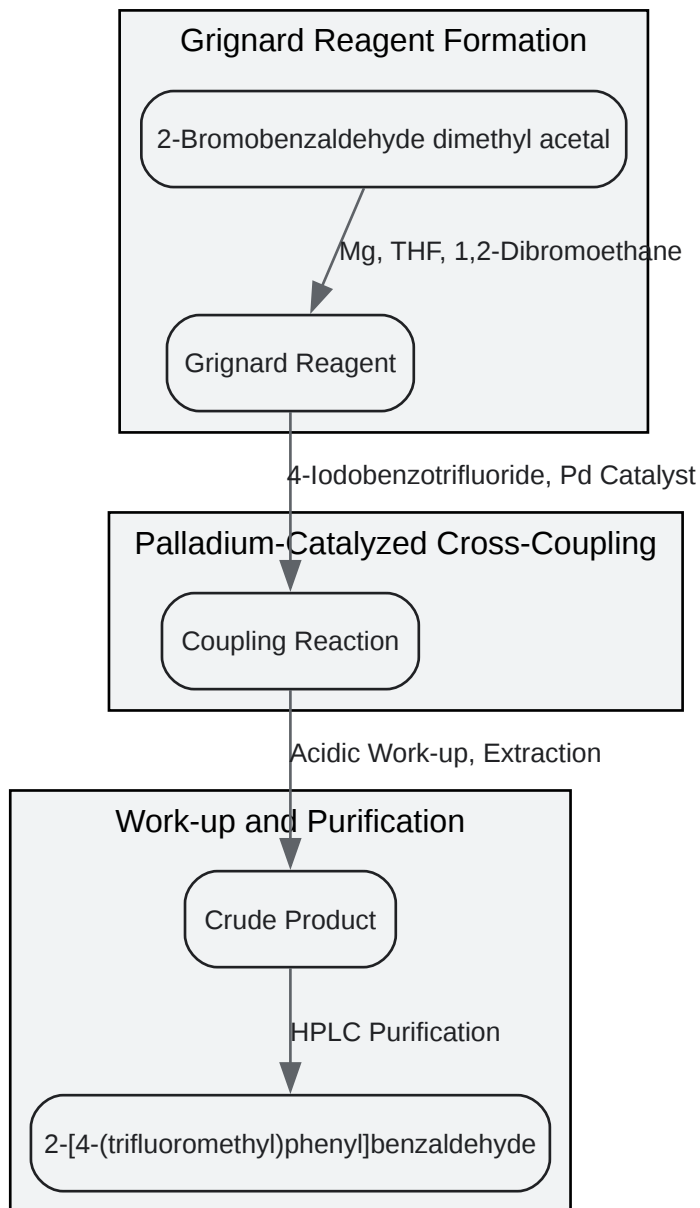 Grignard Reagent Formation
2-Bromobenzaldehyde dimethyl acetal
Mg, THF, 1,2-Dibromoethane
Grignard Reagent
4-Iodobenzotrifluoride, Pd Catalyst
Palladium-Catalyzed Cross-Coupling
Coupling Reaction
Acidic Work-up, Extraction
Work-up and Purification
Crude Product
HPLC Purification
2-[4-(trifluoromethyl)phenyl]benzaldehyde